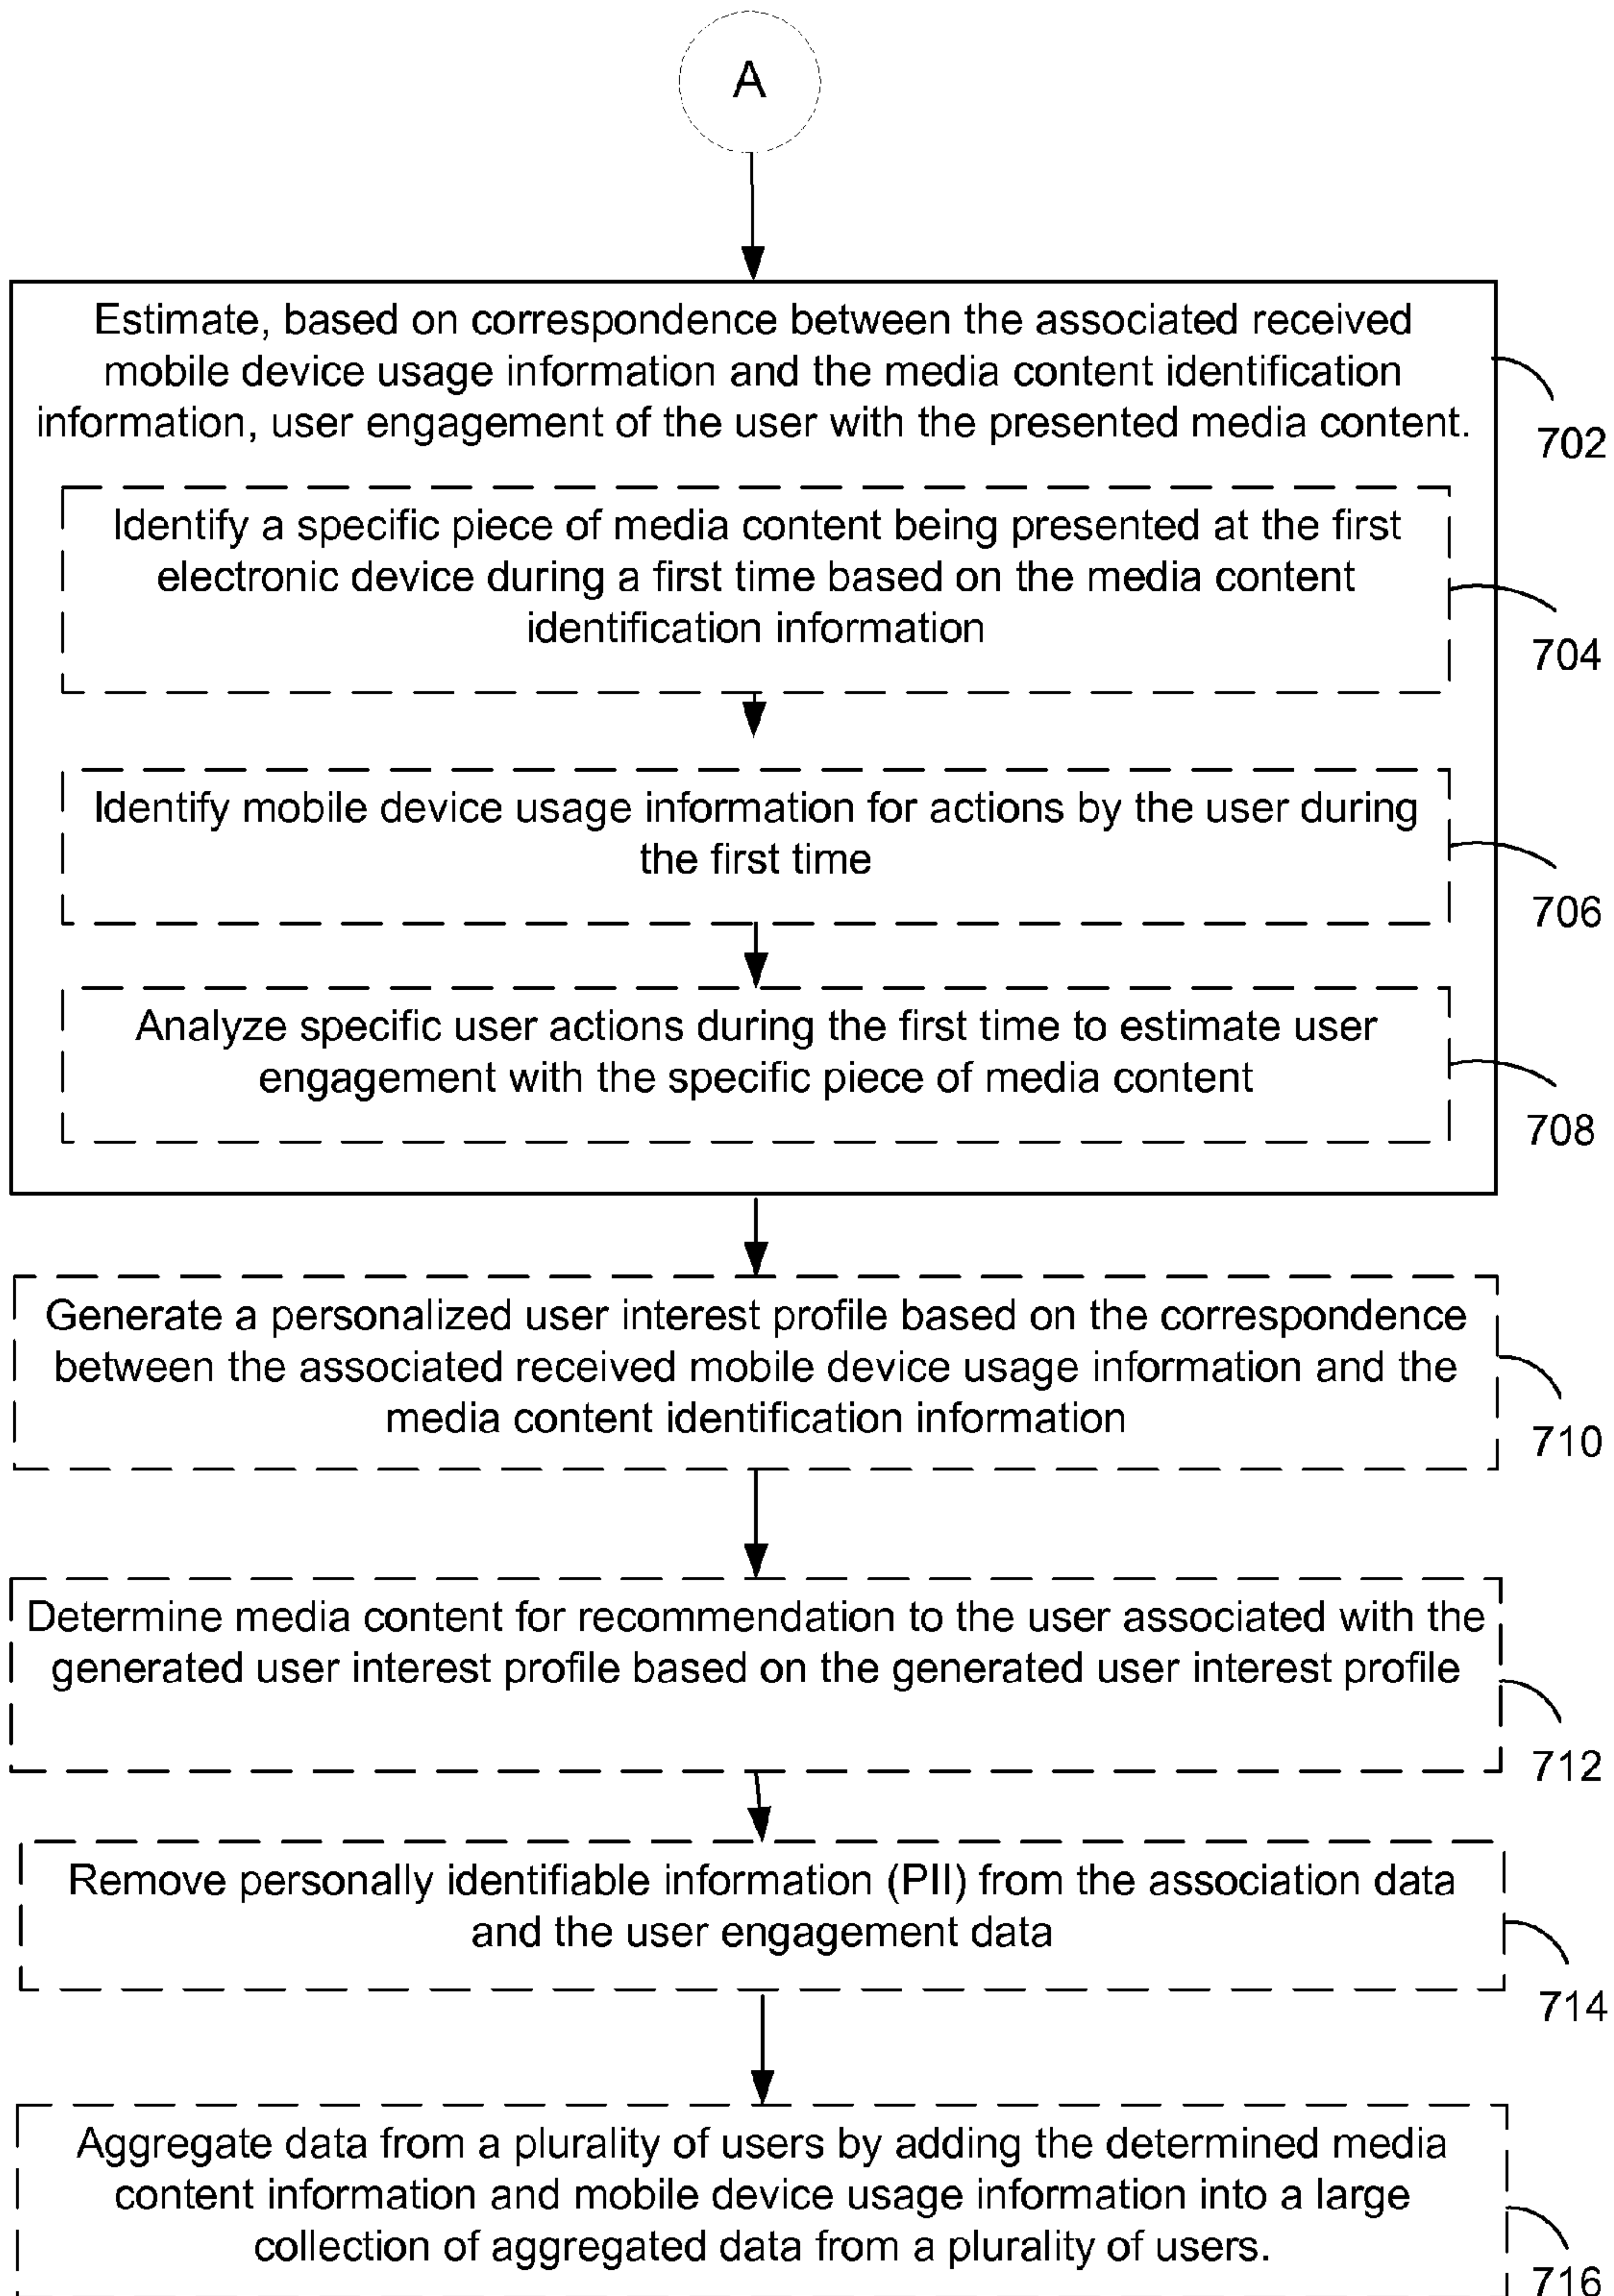 A
Estimate, based on correspondence between the associated received
mobile device usage information and the media content identification
information, user engagement of the user with the presented media content.
702
Identify a specific piece of media content being presented at the first
electronic device during a first time based on the media content
identification information
704
Identify mobile device usage information for actions by the user during
the first time
706
Analyze specific user actions during the first time to estimate user
engagement with the specific piece of media content
708
Generate a personalized user interest profile based on the correspondence
between the associated received mobile device usage information and the
media content identification information
710
Determine media content for recommendation to the user associated with the
generated user interest profile based on the generated user interest profile
712
Remove personally identifiable information (PII) from the association data
and the user engagement data
714
Aggregate data from a plurality of users by adding the determined media
content information and mobile device usage information into a large
collection of aggregated data from a plurality of users.
716